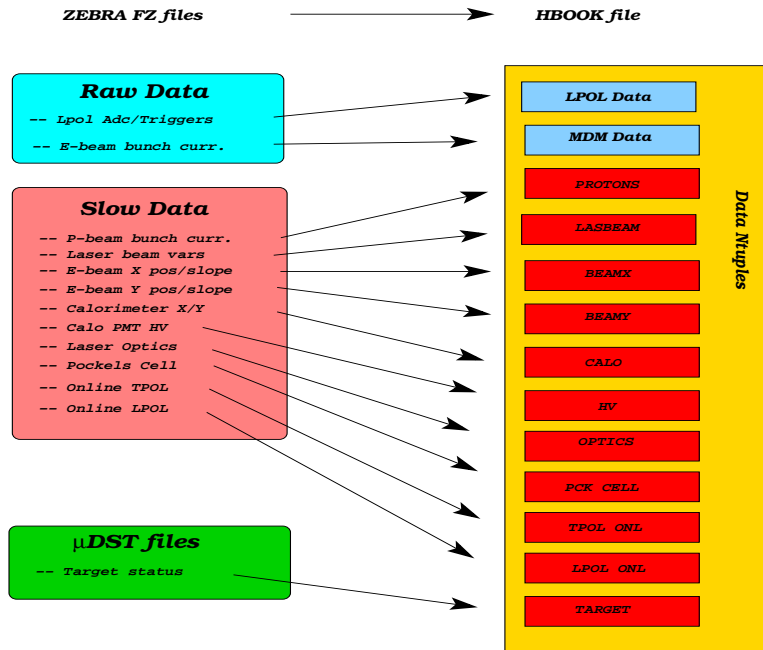 ZEBRA FZ files
HBOOK file
Raw Data
-- Lpol Adc/Triggers
-- E-beam bunch curr.
Slow Data
-- P-beam bunch curr.
-- Laser beam vars
-- E-beam X pos/slope
-- E-beam Y pos/slope
-- Calorimeter X/Y
-- Calo PMT HV
-- Laser Optics
-- Pockels Cell
-- Online TPOL
-- Online LPOL
μDST files
-- Target status
LPOL Data
MDM Data
PROTONS
LASBEAM
BEAMX
BEAMY
CALO
HV
OPTICS
PCK CELL
TPOL ONL
LPOL ONL
TARGET
Data Ntuples